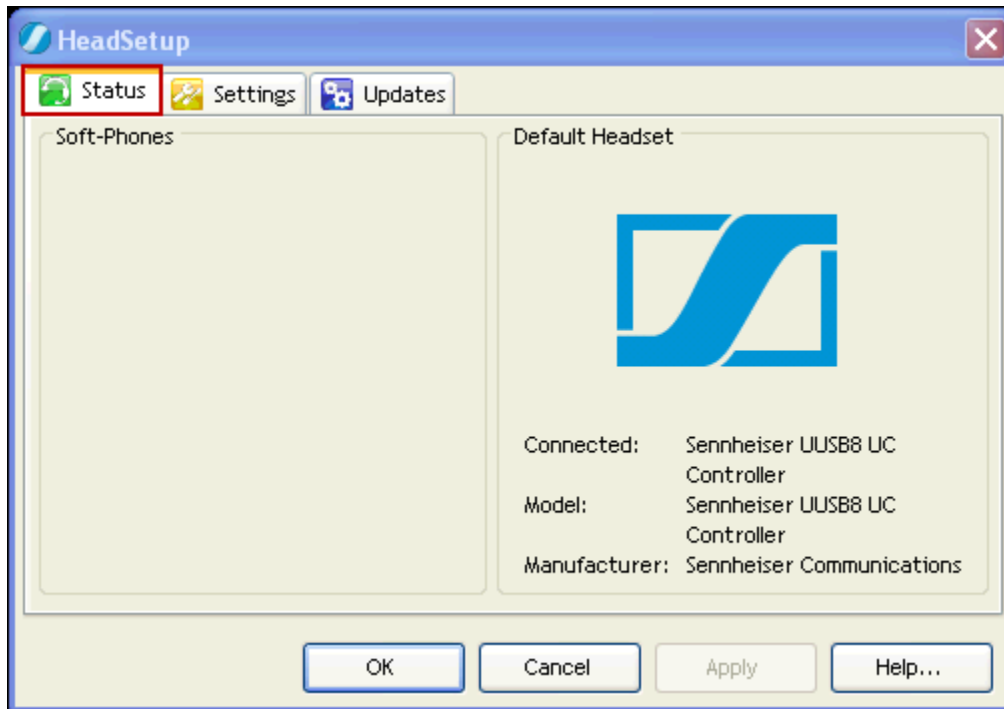 HeadSetup
Status
Settings
Updates
Soft-Phones
Default Headset
Connected: Sennheiser UUSB8 UC
Controller
Model: Sennheiser UUSB8 UC
Controller
Manufacturer: Sennheiser Communications
OK
Cancel
Apply
Help...